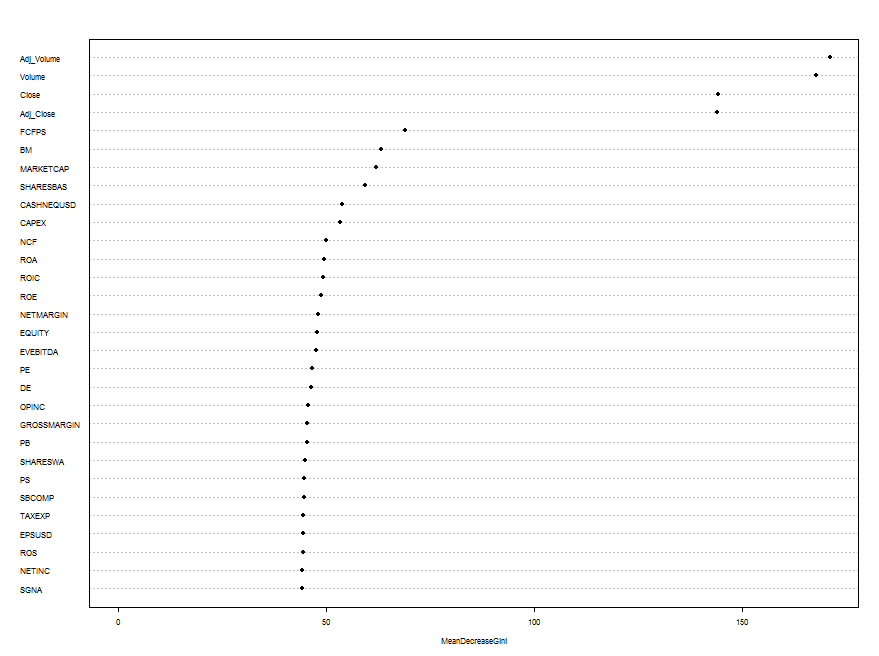 Adj_Volume
Volume
Close
Adj_Close
FCFPS
BM
MARKETCAP
SHARESBAS
CASHNEQUSD
CAPEX
NCF
ROA
ROIC
ROE
NETMARGIN
EQUITY
EVEBITDA
PE
DE
OPINC
GROSSMARGIN
PB
SHARESWA
PS
SBCOMP
TAXEXP
EPSUSD
ROS
NETINC
SGNA
0 50 100 150
MeanDecreaseGini